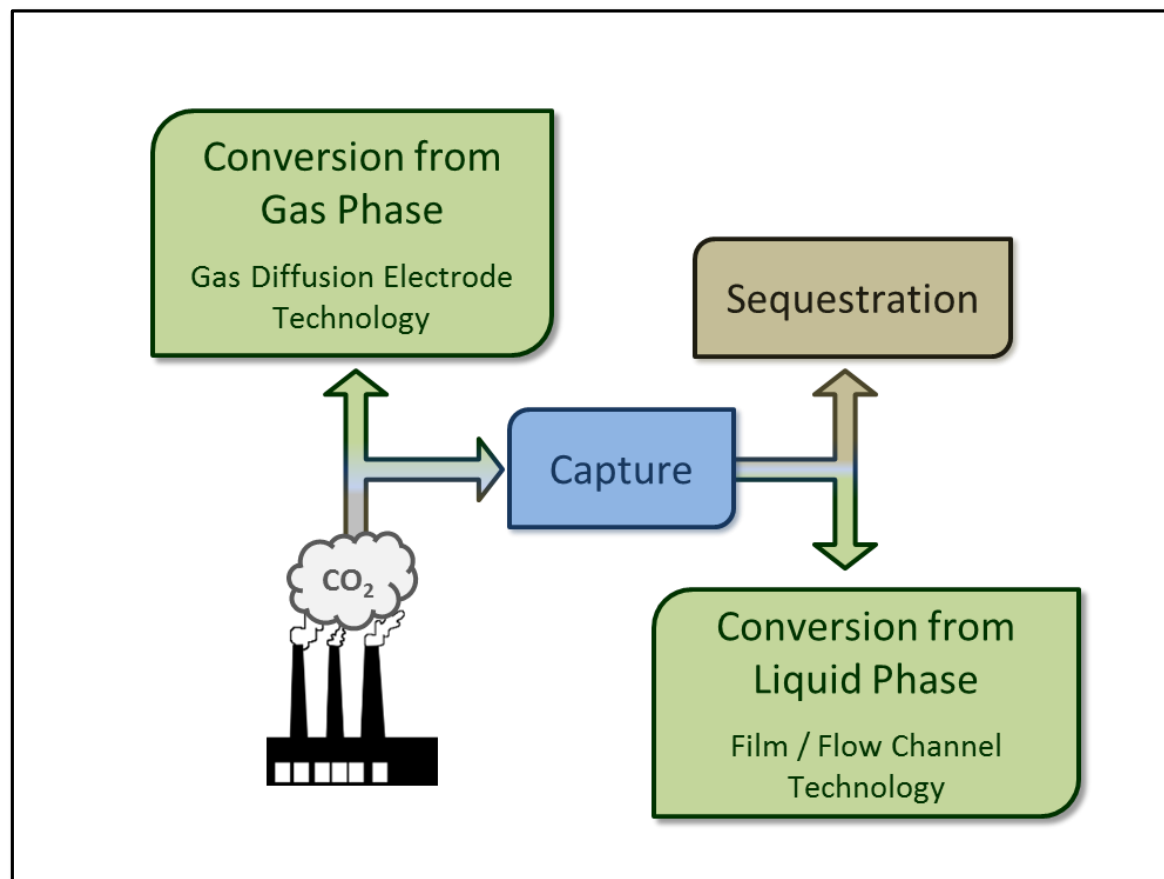 Conversion from
Gas Phase
Gas Diffusion Electrode
Technology
Sequestration
Capture
CO₂
Conversion from
Liquid Phase
Film / Flow Channel
Technology